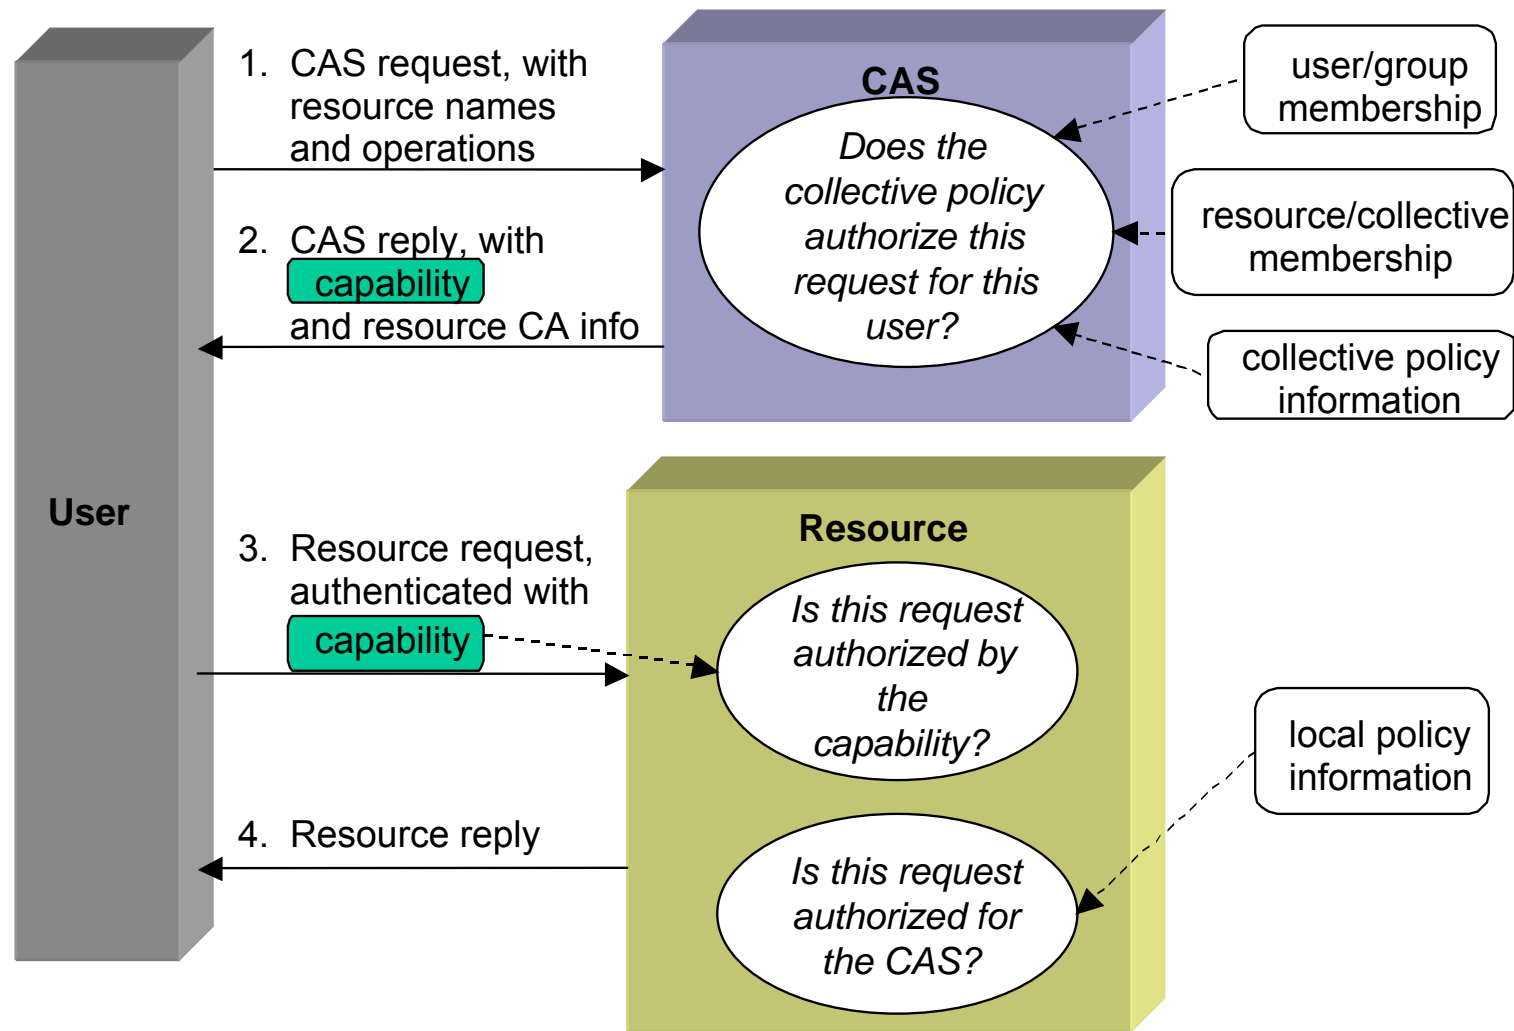 User
1. CAS request, with
resource names
and operations
2. CAS reply, with
capability
and resource CA info
3. Resource request,
authenticated with
capability
4. Resource reply
CAS
Does the
collective policy
authorize this
request for this
user?
user/group
membership
resource/collective
membership
collective policy
information
Resource
Is this request
authorized by
the
capability?
Is this request
authorized for
the CAS?
local policy
information